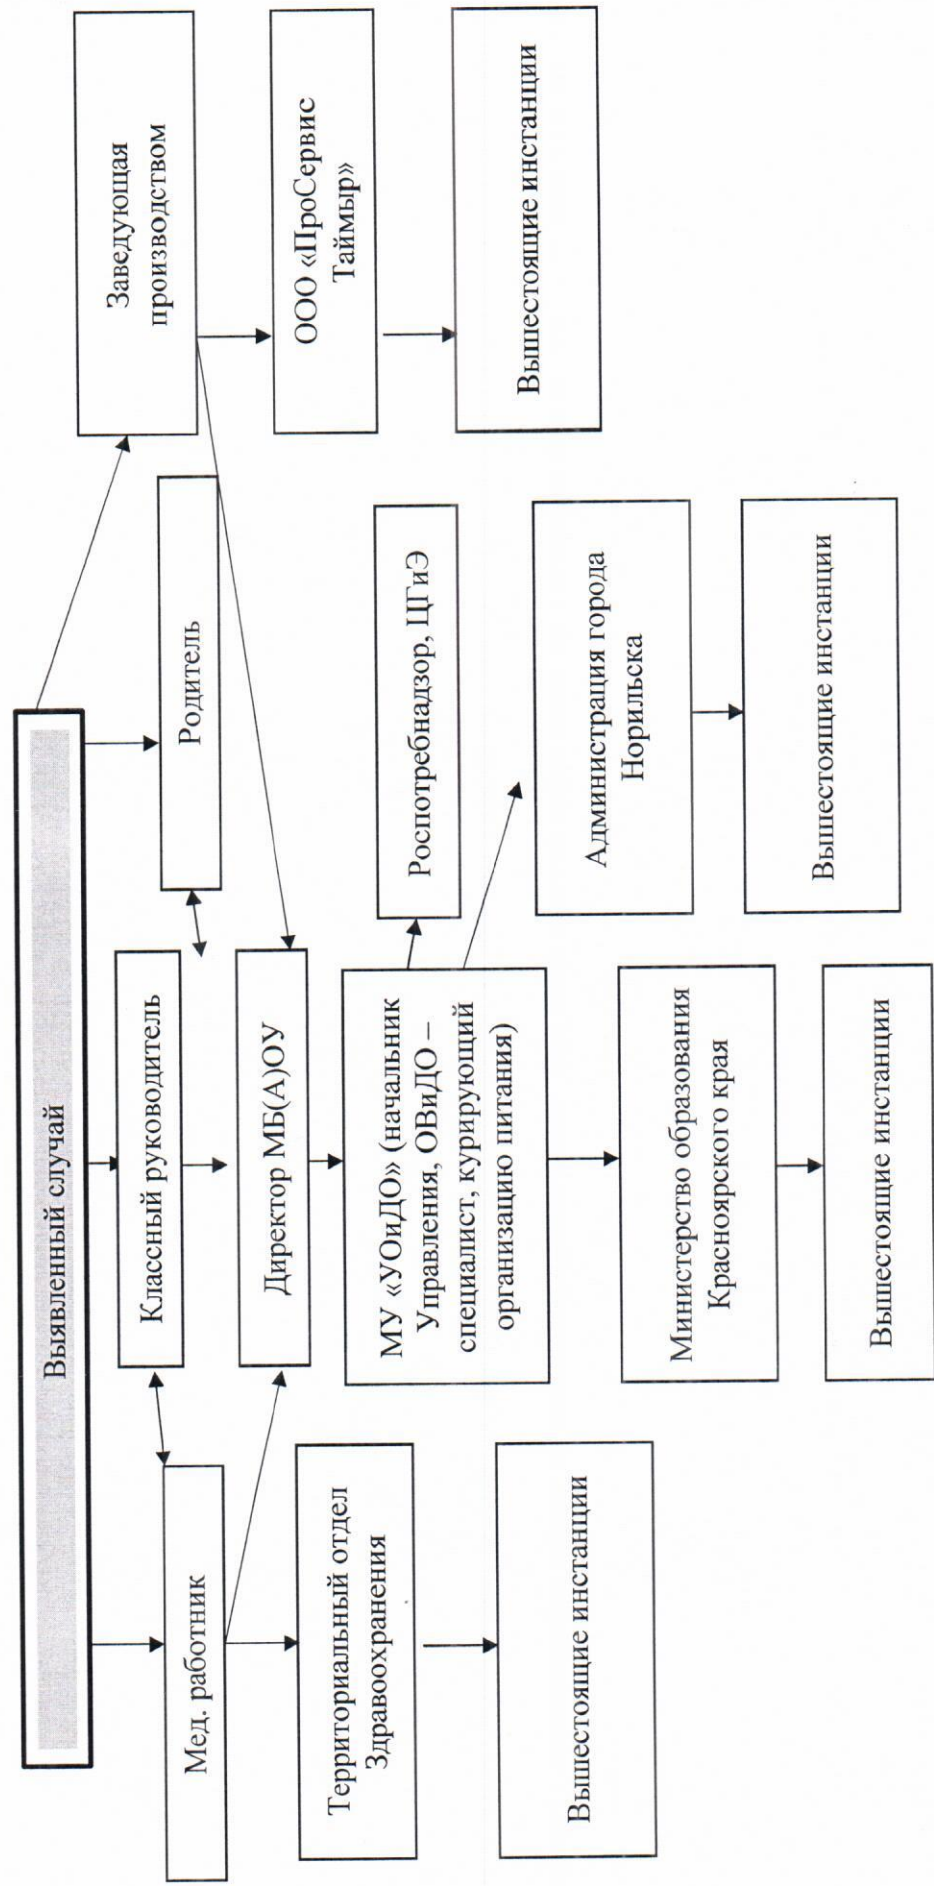 Выявленный случай
Мед. работник
Классный руководитель
Родитель
Заведующая
производством
Директор МБ(А)ОУ
Территориальный отдел
Здравоохранения
МУ «УОиДО» (начальник
Управления, ОВиДО –
специалист, курирующий
организацию питания)
Роспотребнадзор, ЦГиЭ
ООО «ПроСервис
Таймыр»
Вышестоящие инстанции
Министерство образования
Красноярского края
Администрация города
Норильска
Вышестоящие инстанции
Вышестоящие инстанции
Вышестоящие инстанции